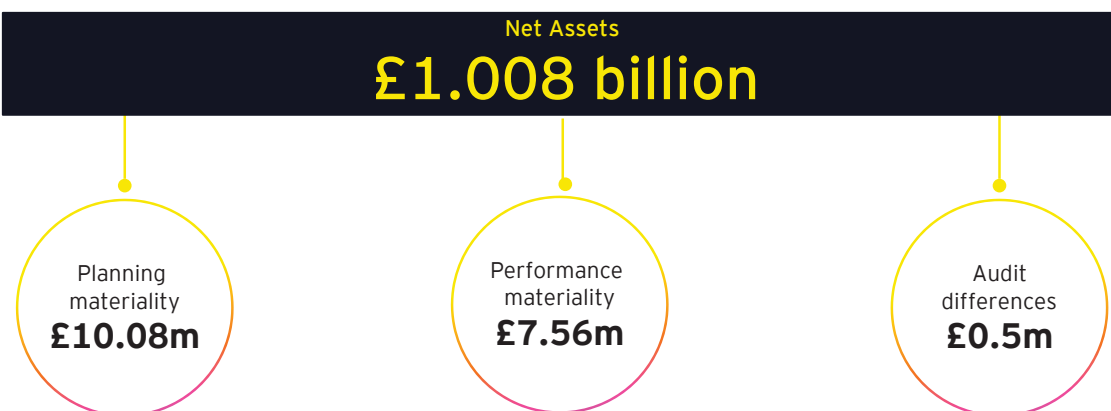 Net Assets
£1.008 billion
Planning
materiality
£10.08m
Performance
materiality
£7.56m
Audit
differences
£0.5m